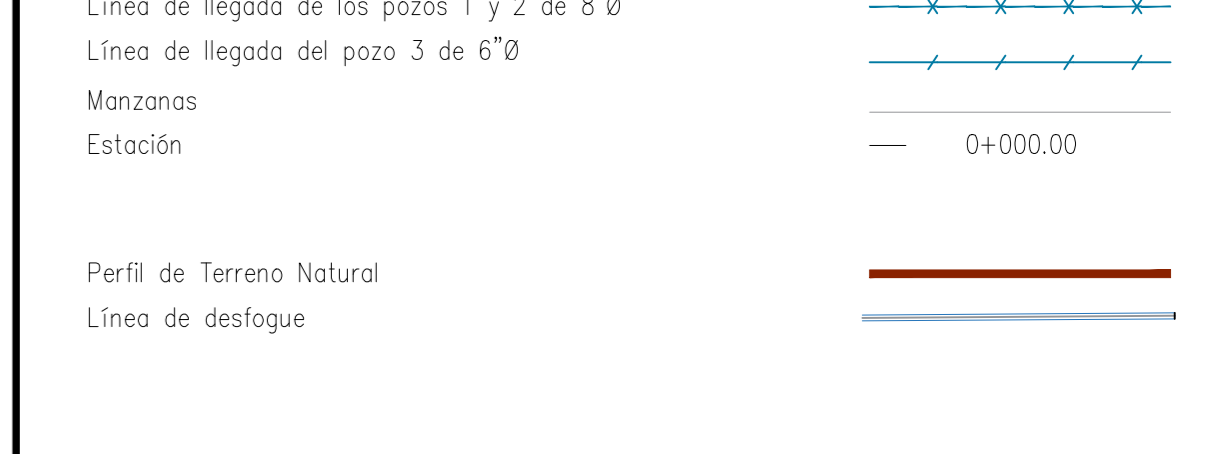 Línea de llegada de los pozos 1 y 2 de 8 Ø
Línea de llegada del pozo 3 de 6”Ø
Manzanas
Estación 0+000.00
Perfil de Terreno Natural
Línea de desfogue